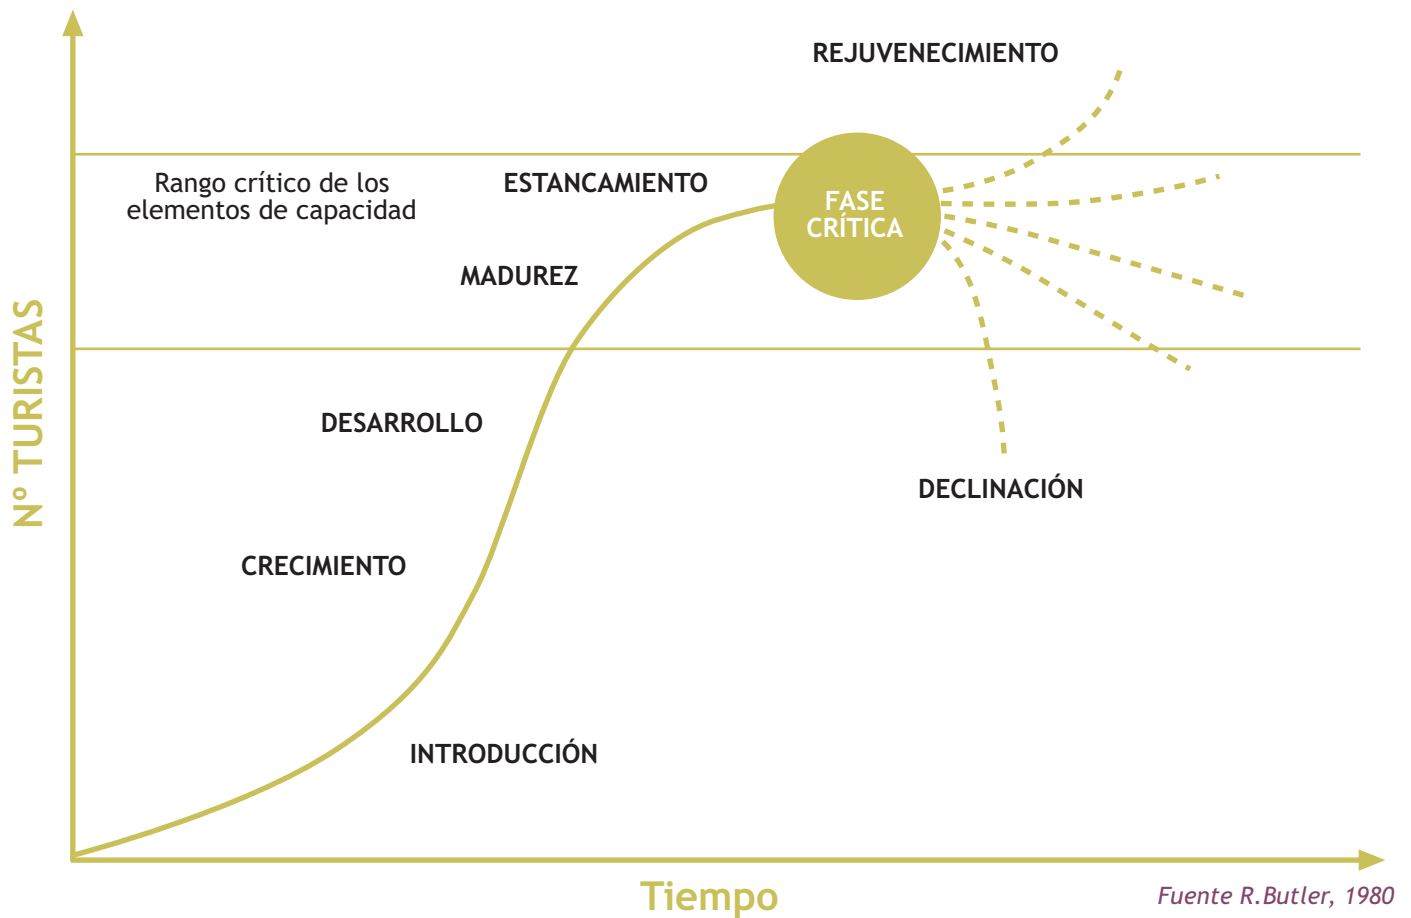 REJUVENECIMIENTO
Rango crítico de los
elementos de capacidad
ESTANCAMIENTO
FASE
CRÍTICA
MADUREZ
Nº TURISTAS
DESARROLLO
DECLINACIÓN
CRECIMIENTO
INTRODUCCIÓN
Tiempo
Fuente R.Butler, 1980